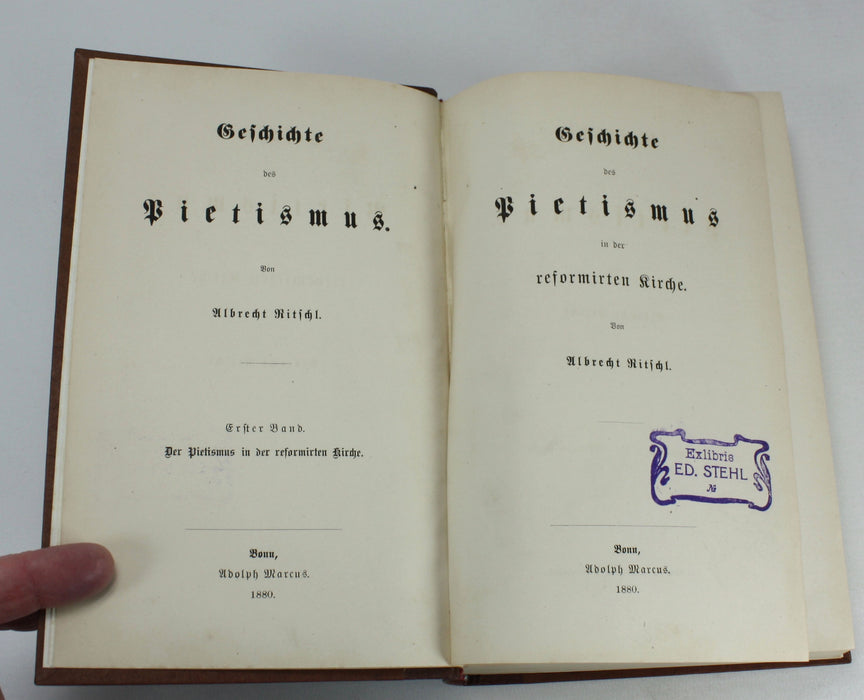 Geschichte
des
Pietismus.
Von
Albrecht Ritschl.
Erster Band.
Der Pietismus in der reformirten Kirche.
Bonn,
Adolph Marcus.
1880.
Geschichte
des
Pietismus
in der
reformirten Kirche.
Von
Albrecht Ritschl.
Exlibris
ED. STEHL
№
Bonn,
Adolph Marcus.
1880.